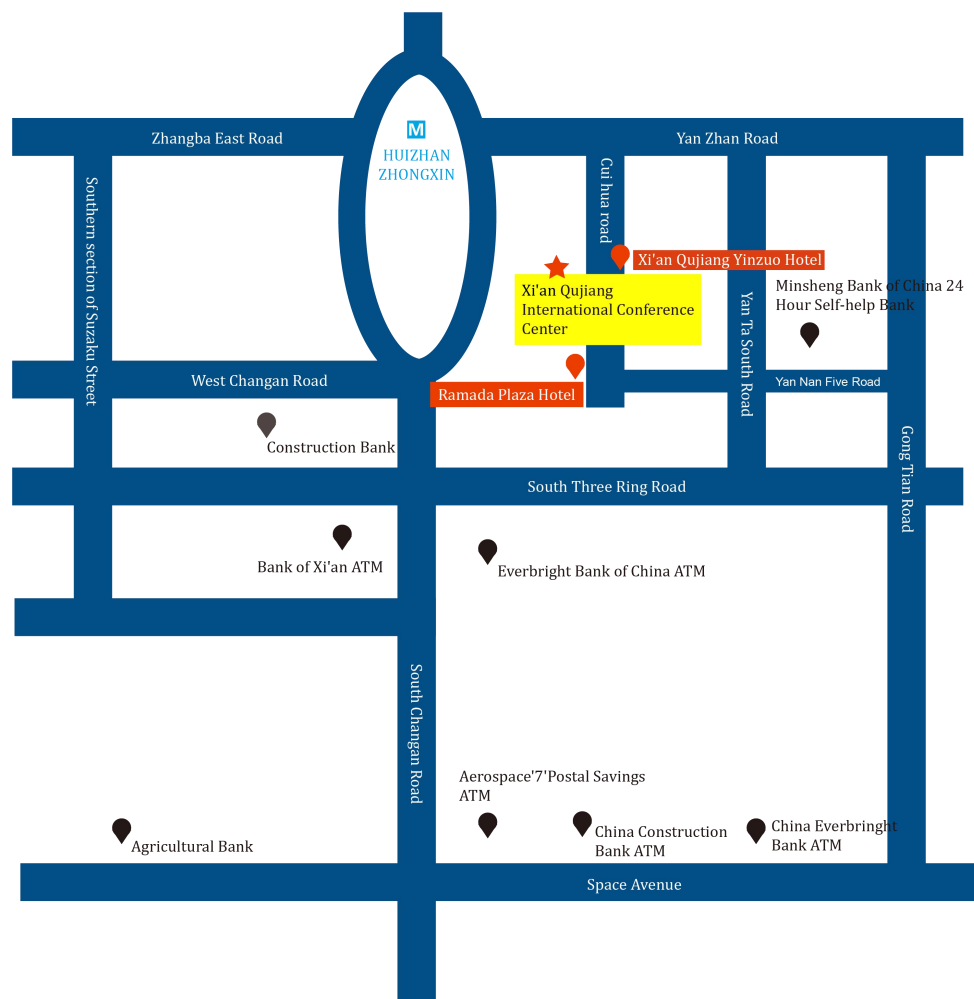 Zhangba East Road
M
HUIZHAN
ZHONGXIN
Yan Zhan Road
Southern section of Suzaku Street
Cui hua road
Xi'an Qujiang Yinzuo Hotel
Xi'an Qujiang
International Conference
Center
Yan Ta South Road
Minsheng Bank of China 24
Hour Self-help Bank
West Changan Road
Ramada Plaza Hotel
Yan Nan Five Road
Construction Bank
Gong Tian Road
South Three Ring Road
Bank of Xi'an ATM
Everbright Bank of China ATM
South Changan Road
Aerospace'7'Postal Savings
ATM
Agricultural Bank
China Construction
Bank ATM
China Everbringht
Bank ATM
Space Avenue